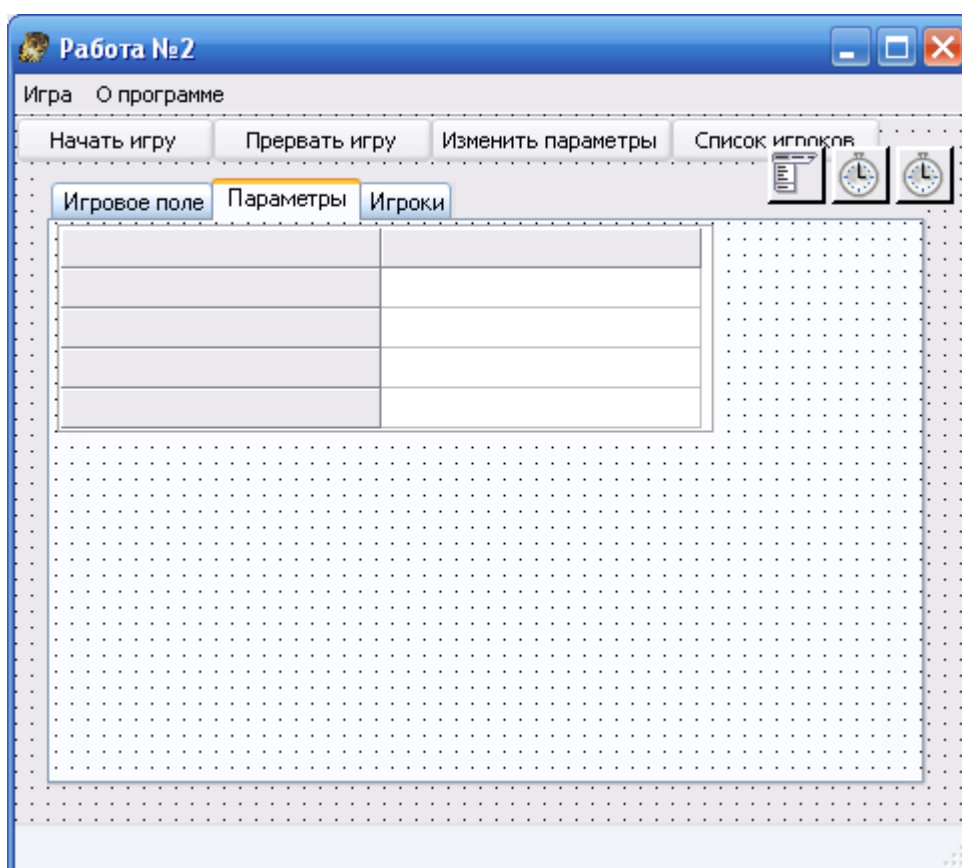 Работа №2
Игра О программе
Начать игру Прервать игру Изменить параметры Список игроков
Игровое поле Параметры Игроки